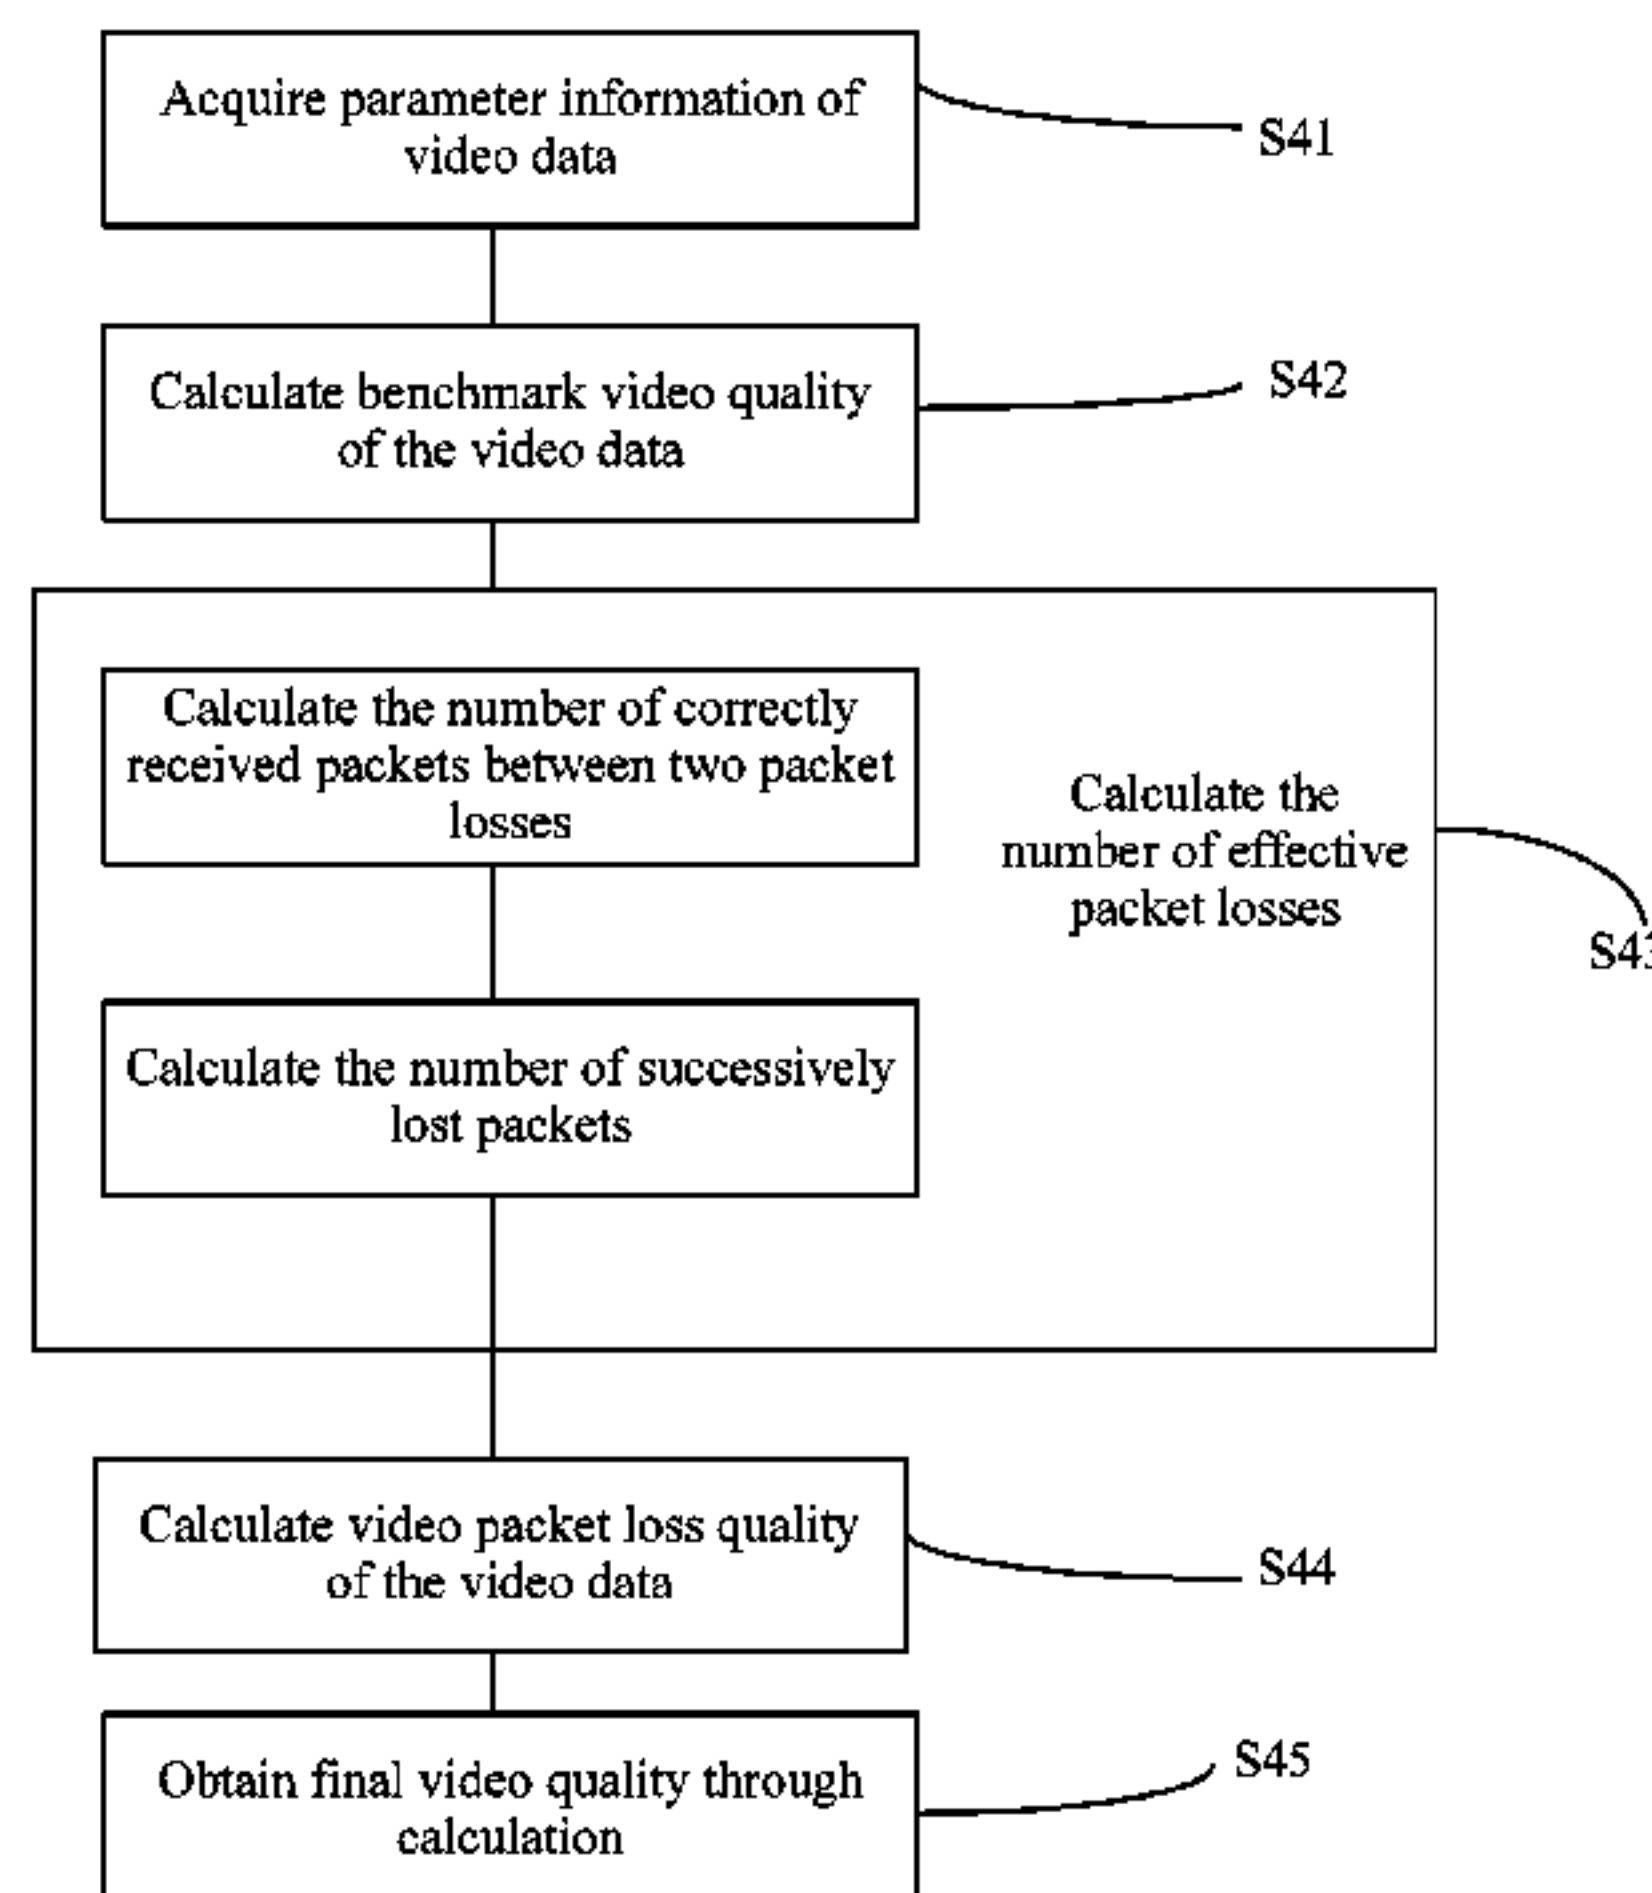 Acquire parameter information of
video data
S41
Calculate benchmark video quality
of the video data
S42
Calculate the number of correctly
received packets between two packet
losses
Calculate the
number of effective
packet losses
S43
Calculate the number of successively
lost packets
Calculate video packet loss quality
of the video data
S44
Obtain final video quality through
calculation
S45